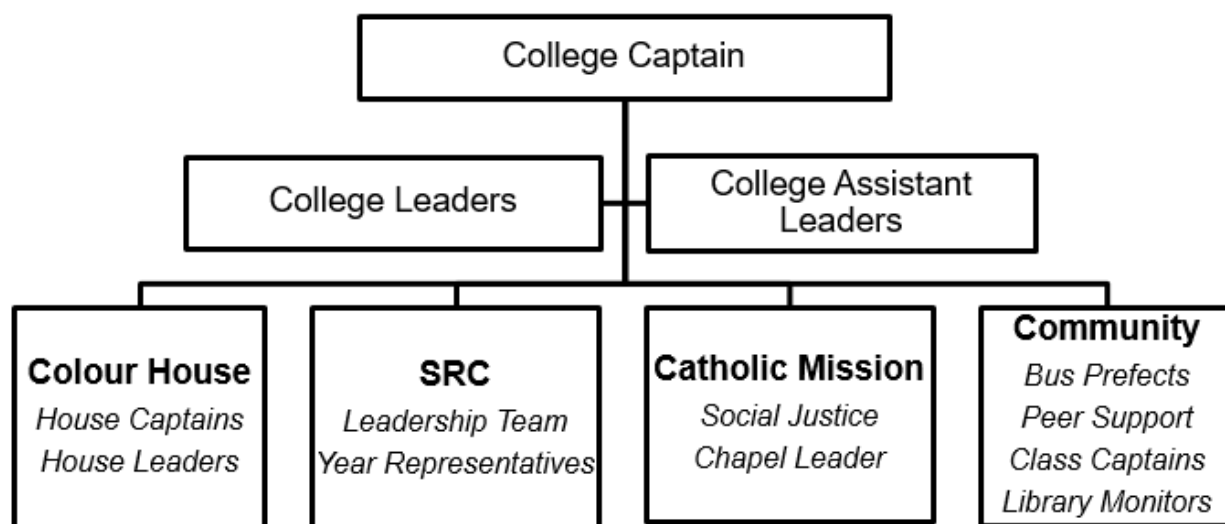 College Captain
College Leaders
College Assistant
Leaders
Colour House
House Captains
House Leaders
SRC
Leadership Team
Year Representatives
Catholic Mission
Social Justice
Chapel Leader
Community
Bus Prefects
Peer Support
Class Captains
Library Monitors